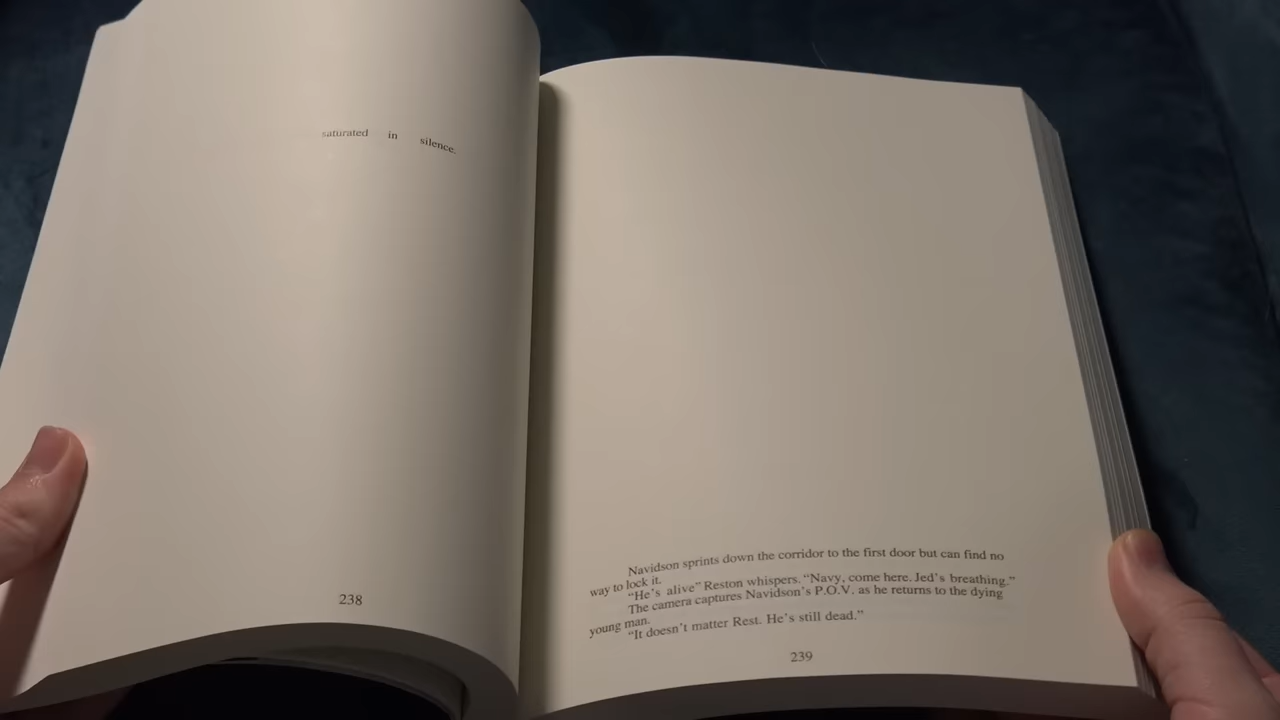 saturated in silence.
238
Navidson sprints down the corridor to the first door but can find no
way to lock it.
“He’s alive” Reston whispers. “Navy, come here. Jed’s breathing.”
The camera captures Navidson’s P.O.V. as he returns to the dying
young man.
“It doesn’t matter Rest. He’s still dead.”
239